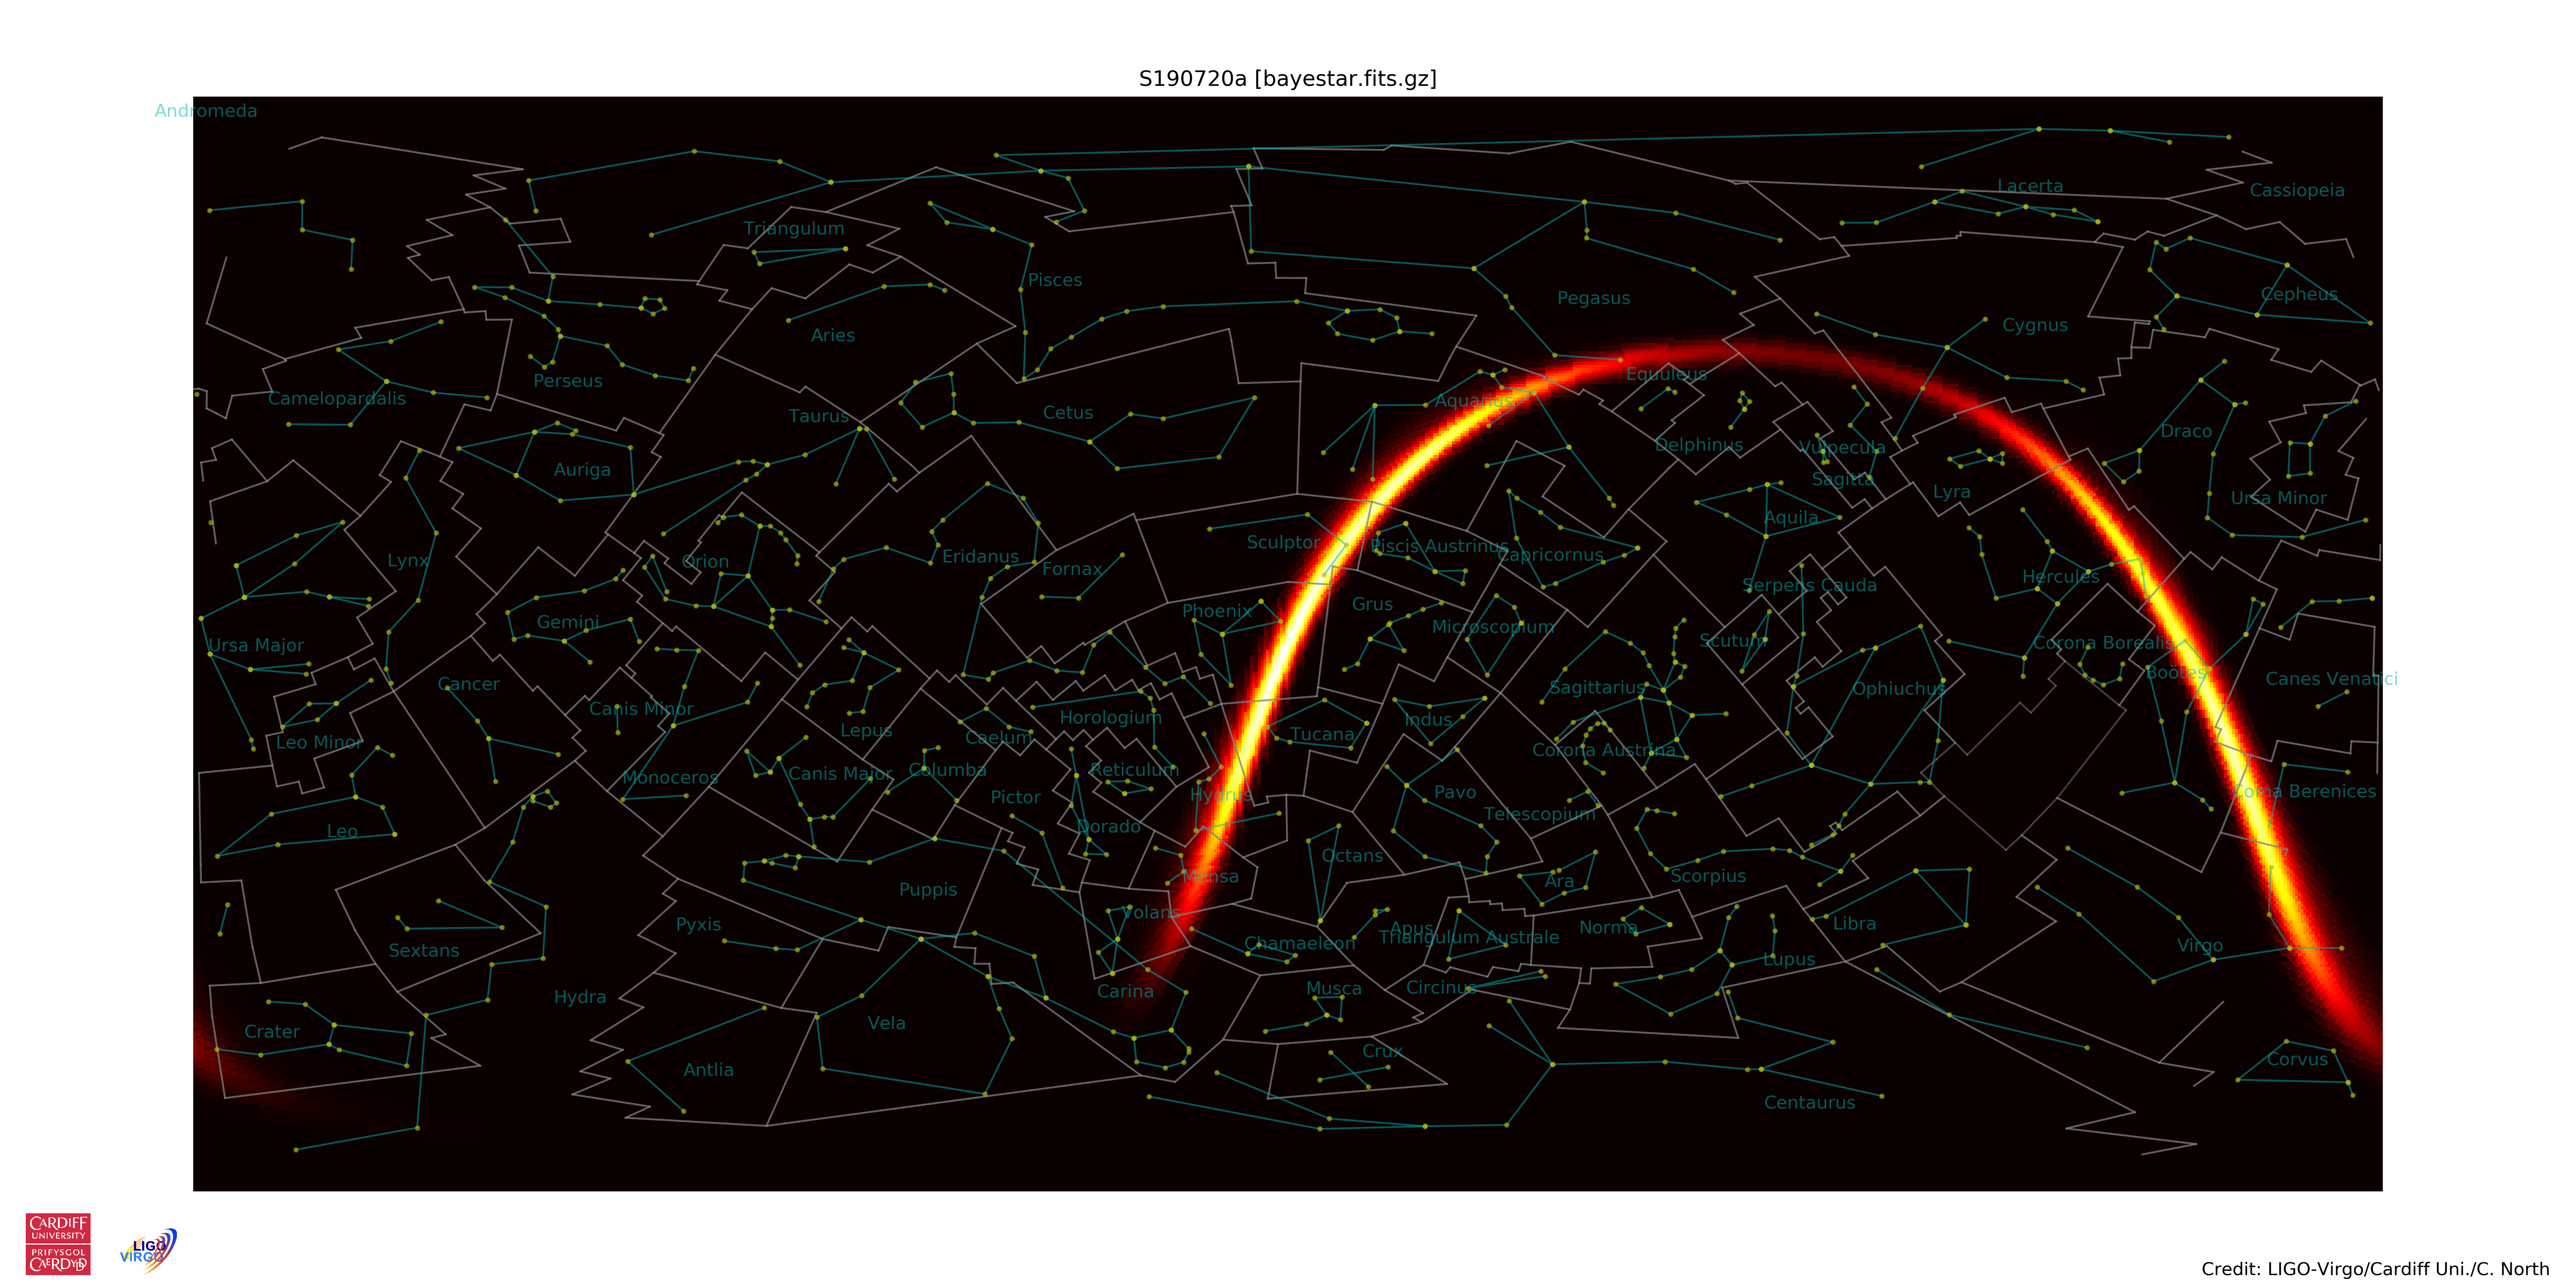 S190720a [bayestar.fits.gz]
Andromeda
Lacerta
Cassiopeia
Triangulum
Pisces
Pegasus
Cepheus
Aries
Cygnus
Perseus
Equuleus
Camelopardalis
Taurus
Cetus
Aquarius
Draco
Delphinus
Vulpecula
Auriga
Sagitta
Lyra
Ursa Minor
Aquila
Lynx
Orion
Eridanus
Fornax
Sculptor
Piscis Austrinus
Capricornus
Serpens Cauda
Hercules
Gemini
Phoenix
Grus
Microscopium
Scutum
Corona Borealis
Ursa Major
Cancer
Canis Minor
Sagittarius
Ophiuchus
Boötes
Canes Venatici
Leo Minor
Lepus
Caelum
Horologium
Tucana
Indus
Corona Austrina
Monoceros
Canis Major
Columba
Reticulum
Pictor
Hydrus
Pavo
Coma Berenices
Leo
Dorado
Telescopium
Octans
Puppis
Mensa
Ara
Scorpius
Pyxis
Volans
Apus
Norma
Libra
Sextans
Chamaeleon
Triangulum Australe
Lupus
Virgo
Hydra
Carina
Musca
Circinus
Crater
Vela
Crux
Corvus
Antlia
Centaurus
CARDIFF
UNIVERSITY
PRIFYSGOL
CAERDYDD
LIGO
VIRGO
Credit: LIGO-Virgo/Cardiff Uni./C. North